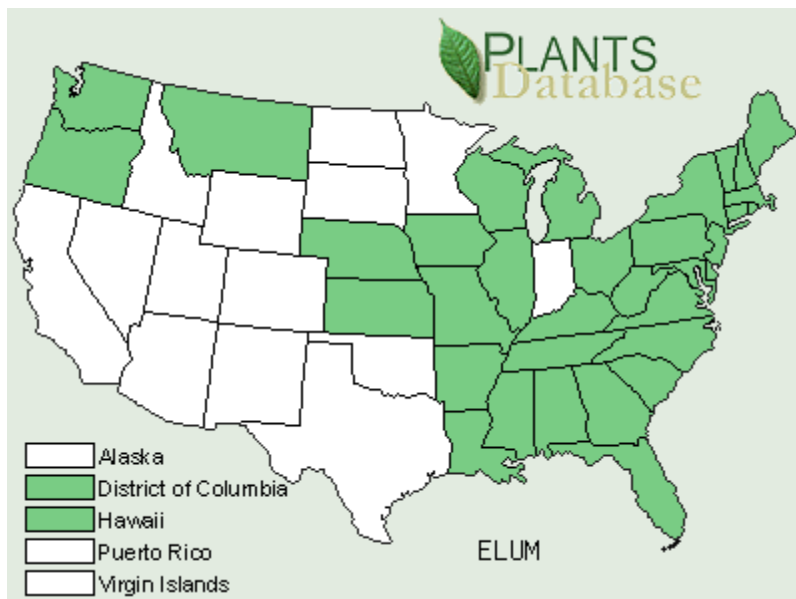 PLANTS
Database
Alaska
District of Columbia
Hawaii
Puerto Rico
Virgin Islands
ELUM